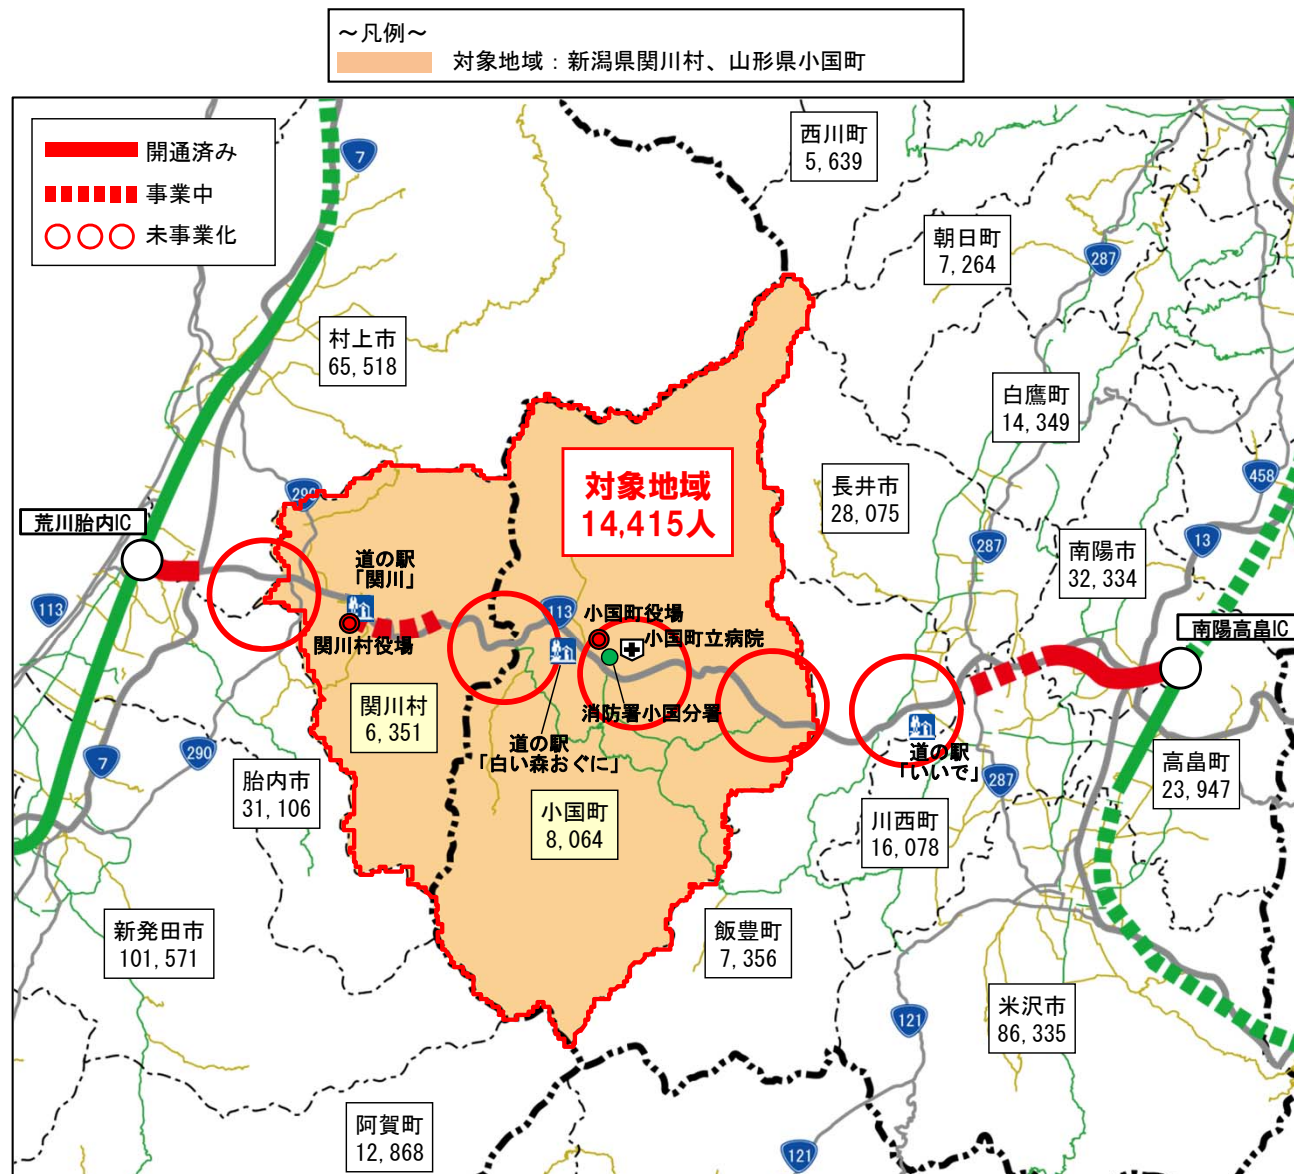 ～凡例～
対象地域：新潟県関川村、山形県小国町
開通済み
事業中
未事業化
7
西川町
5,639
朝日町
7,264
287
村上市
65,518
白鷹町
14,349
対象地域
14,415人
長井市
28,075
458
290
荒川胎内IC
287
南陽市
32,334
13
道の駅
「関川」
113
113
小国町役場
小国町立病院
南陽高畠IC
関川村役場
消防署小国分署
関川村
6,351
道の駅
「白い森おぐに」
道の駅
「いいで」
7
290
胎内市
31,106
287
高畠町
23,947
小国町
8,064
川西町
16,078
新発田市
101,571
飯豊町
7,356
米沢市
86,335
121
阿賀町
12,868
121